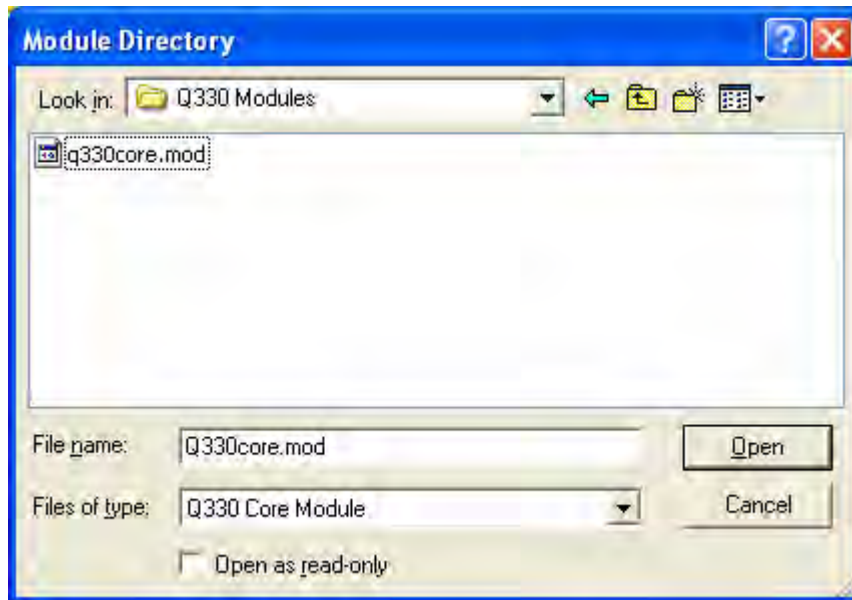 Module Directory
Look in: Q330 Modules
q330core.mod
File name: Q330core.mod Open
Files of type: Q330 Core Module Cancel
Open as read-only